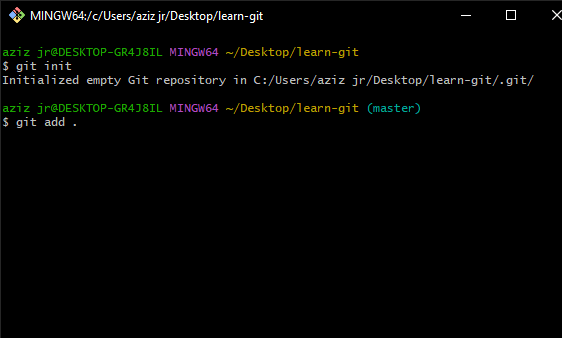 MINGW64:/c/Users/aziz jr/Desktop/learn-git
aziz jr@DESKTOP-GR4J8IL MINGW64 ~/Desktop/learn-git
$ git init
Initialized empty Git repository in C:/Users/aziz jr/Desktop/learn-git/.git/
aziz jr@DESKTOP-GR4J8IL MINGW64 ~/Desktop/learn-git (master)
$ git add .